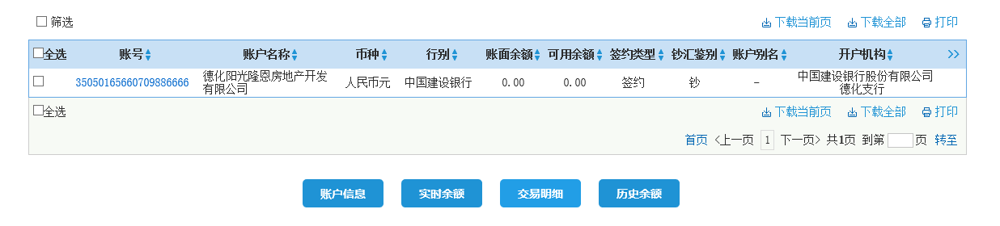 筛选 下载当前页 下载全部 打印
全选 账号 账户名称 币种 行别 账面余额 可用余额 签约类型 钞汇鉴别 账户别名 开户机构 >>
35050165660709886666 德化阳光隆恩房地产开发 人民币元 中国建设银行 0.00 0.00 签约 钞 - 中国建设银行股份有限公司
有限公司 德化支行
全选 下载当前页 下载全部 打印
首页 <上一页 1 下一页> 共1页 到第 页 转至
账户信息 实时余额 交易明细 历史余额